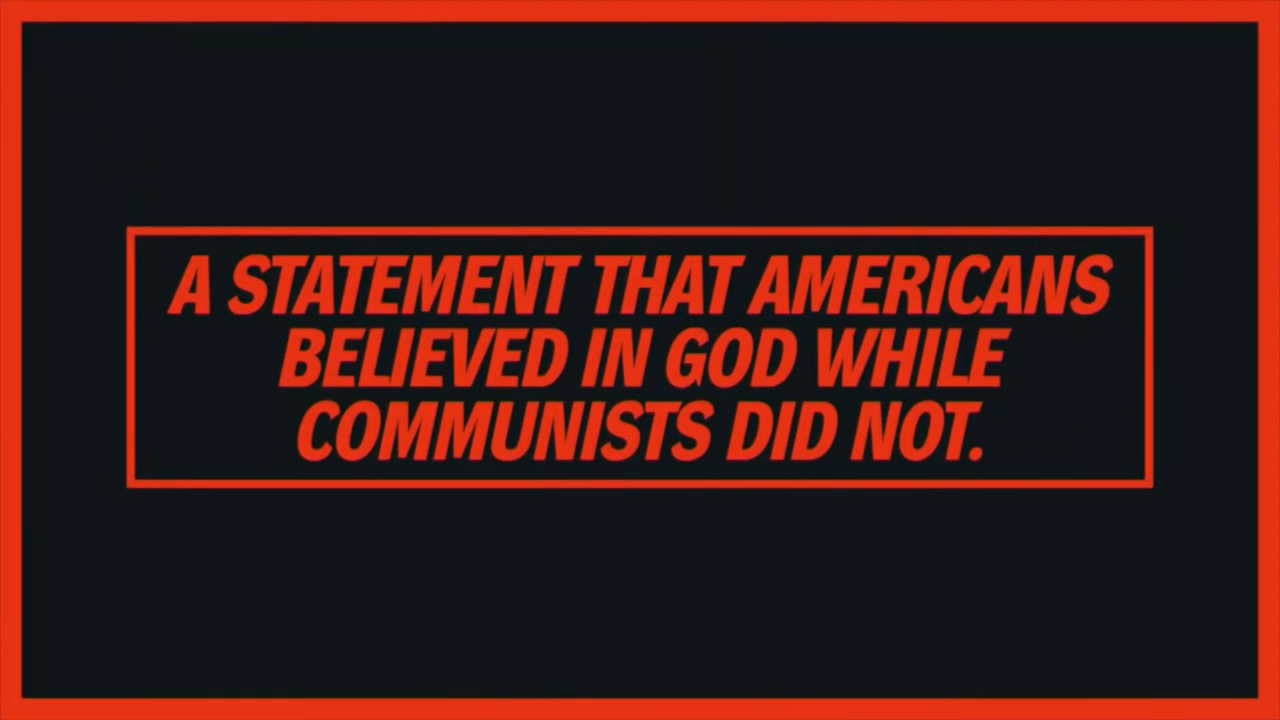 A STATEMENT THAT AMERICANS
BELIEVED IN GOD WHILE
COMMUNISTS DID NOT.